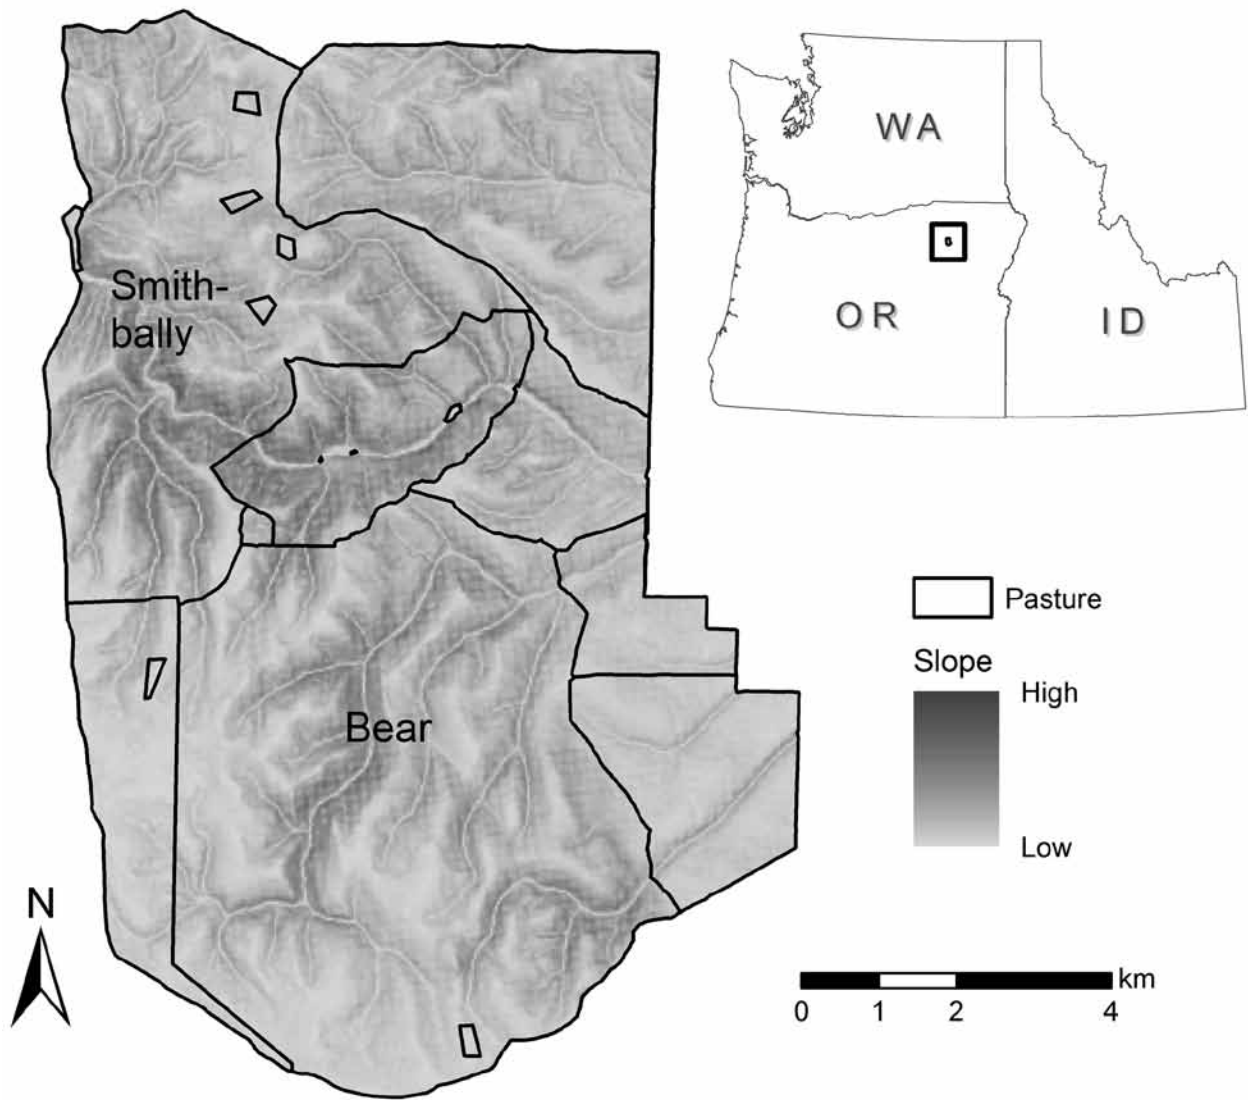 Smith-
bally
Bear
WA
OR
ID
Pasture
Slope
High
Low
N
km
0 1 2 4